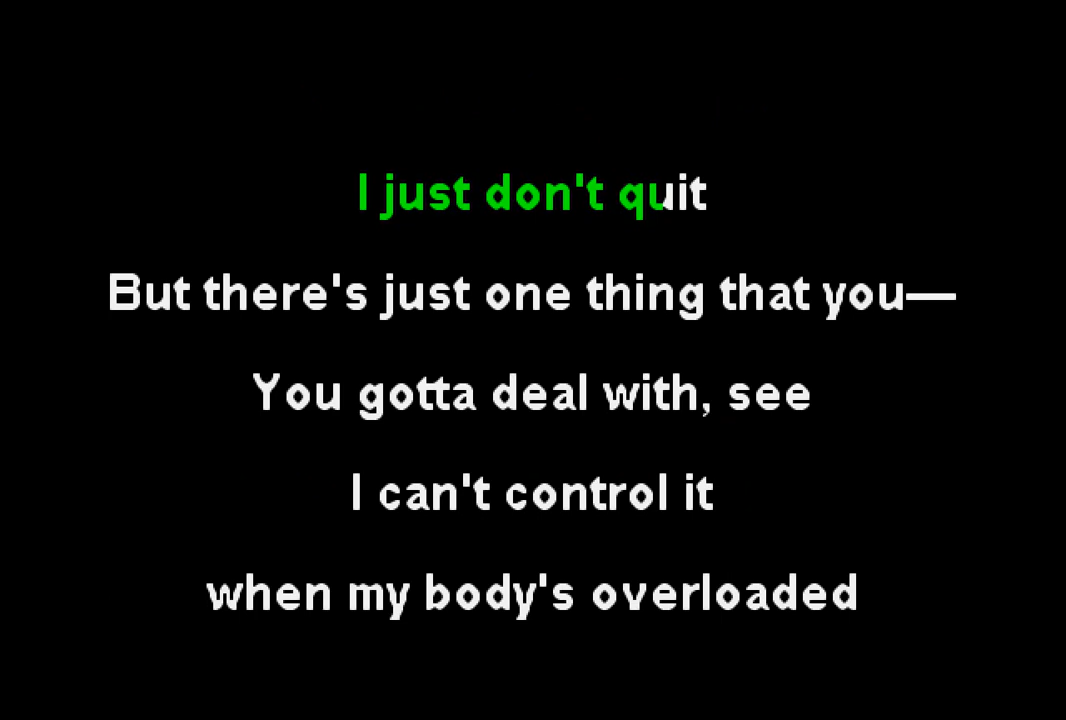 I just don't quit
But there's just one thing that you—
You gotta deal with, see
I can't control it
when my body's overloaded